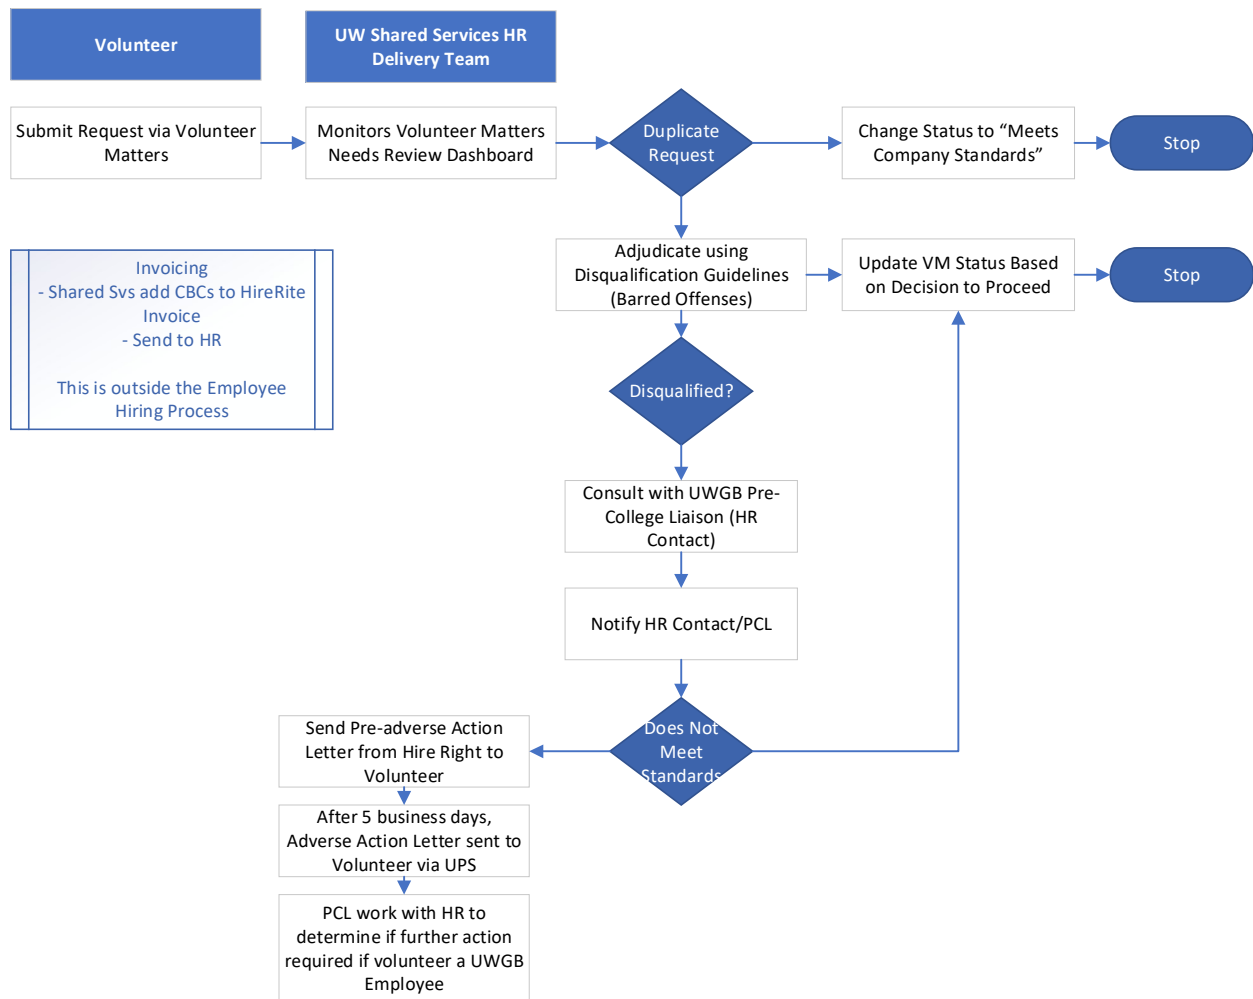 Volunteer
UW Shared Services HR
Delivery Team
Submit Request via Volunteer
Matters
Monitors Volunteer Matters
Needs Review Dashboard
Duplicate
Request
Change Status to “Meets
Company Standards”
Stop
Invoicing
- Shared Svs add CBCs to HireRite
Invoice
- Send to HR
This is outside the Employee
Hiring Process
Adjudicate using
Disqualification Guidelines
(Barred Offenses)
Update VM Status Based
on Decision to Proceed
Stop
Disqualified?
Consult with UWGB Pre-
College Liaison (HR
Contact)
Notify HR Contact/PCL
Does Not
Meet
Standards
Send Pre-adverse Action
Letter from Hire Right to
Volunteer
After 5 business days,
Adverse Action Letter sent to
Volunteer via UPS
PCL work with HR to
determine if further action
required if volunteer a UWGB
Employee